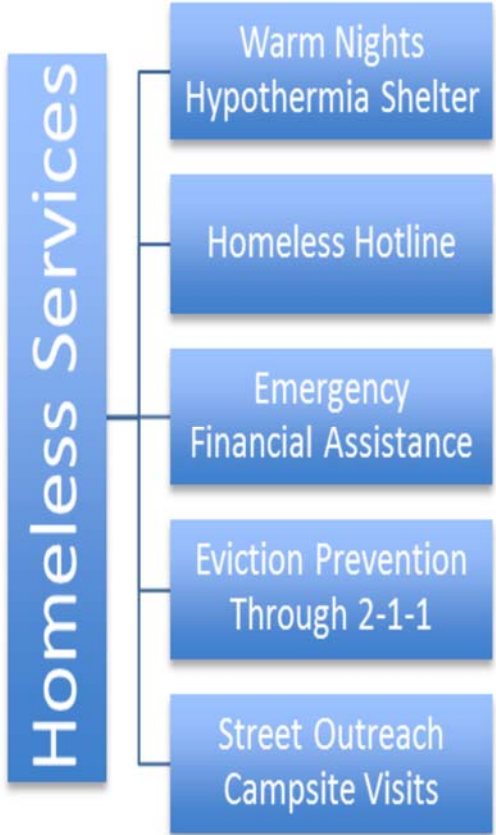 Homeless Services
Warm Nights
Hypothermia Shelter
Homeless Hotline
Emergency
Financial Assistance
Eviction Prevention
Through 2-1-1
Street Outreach
Campsite Visits